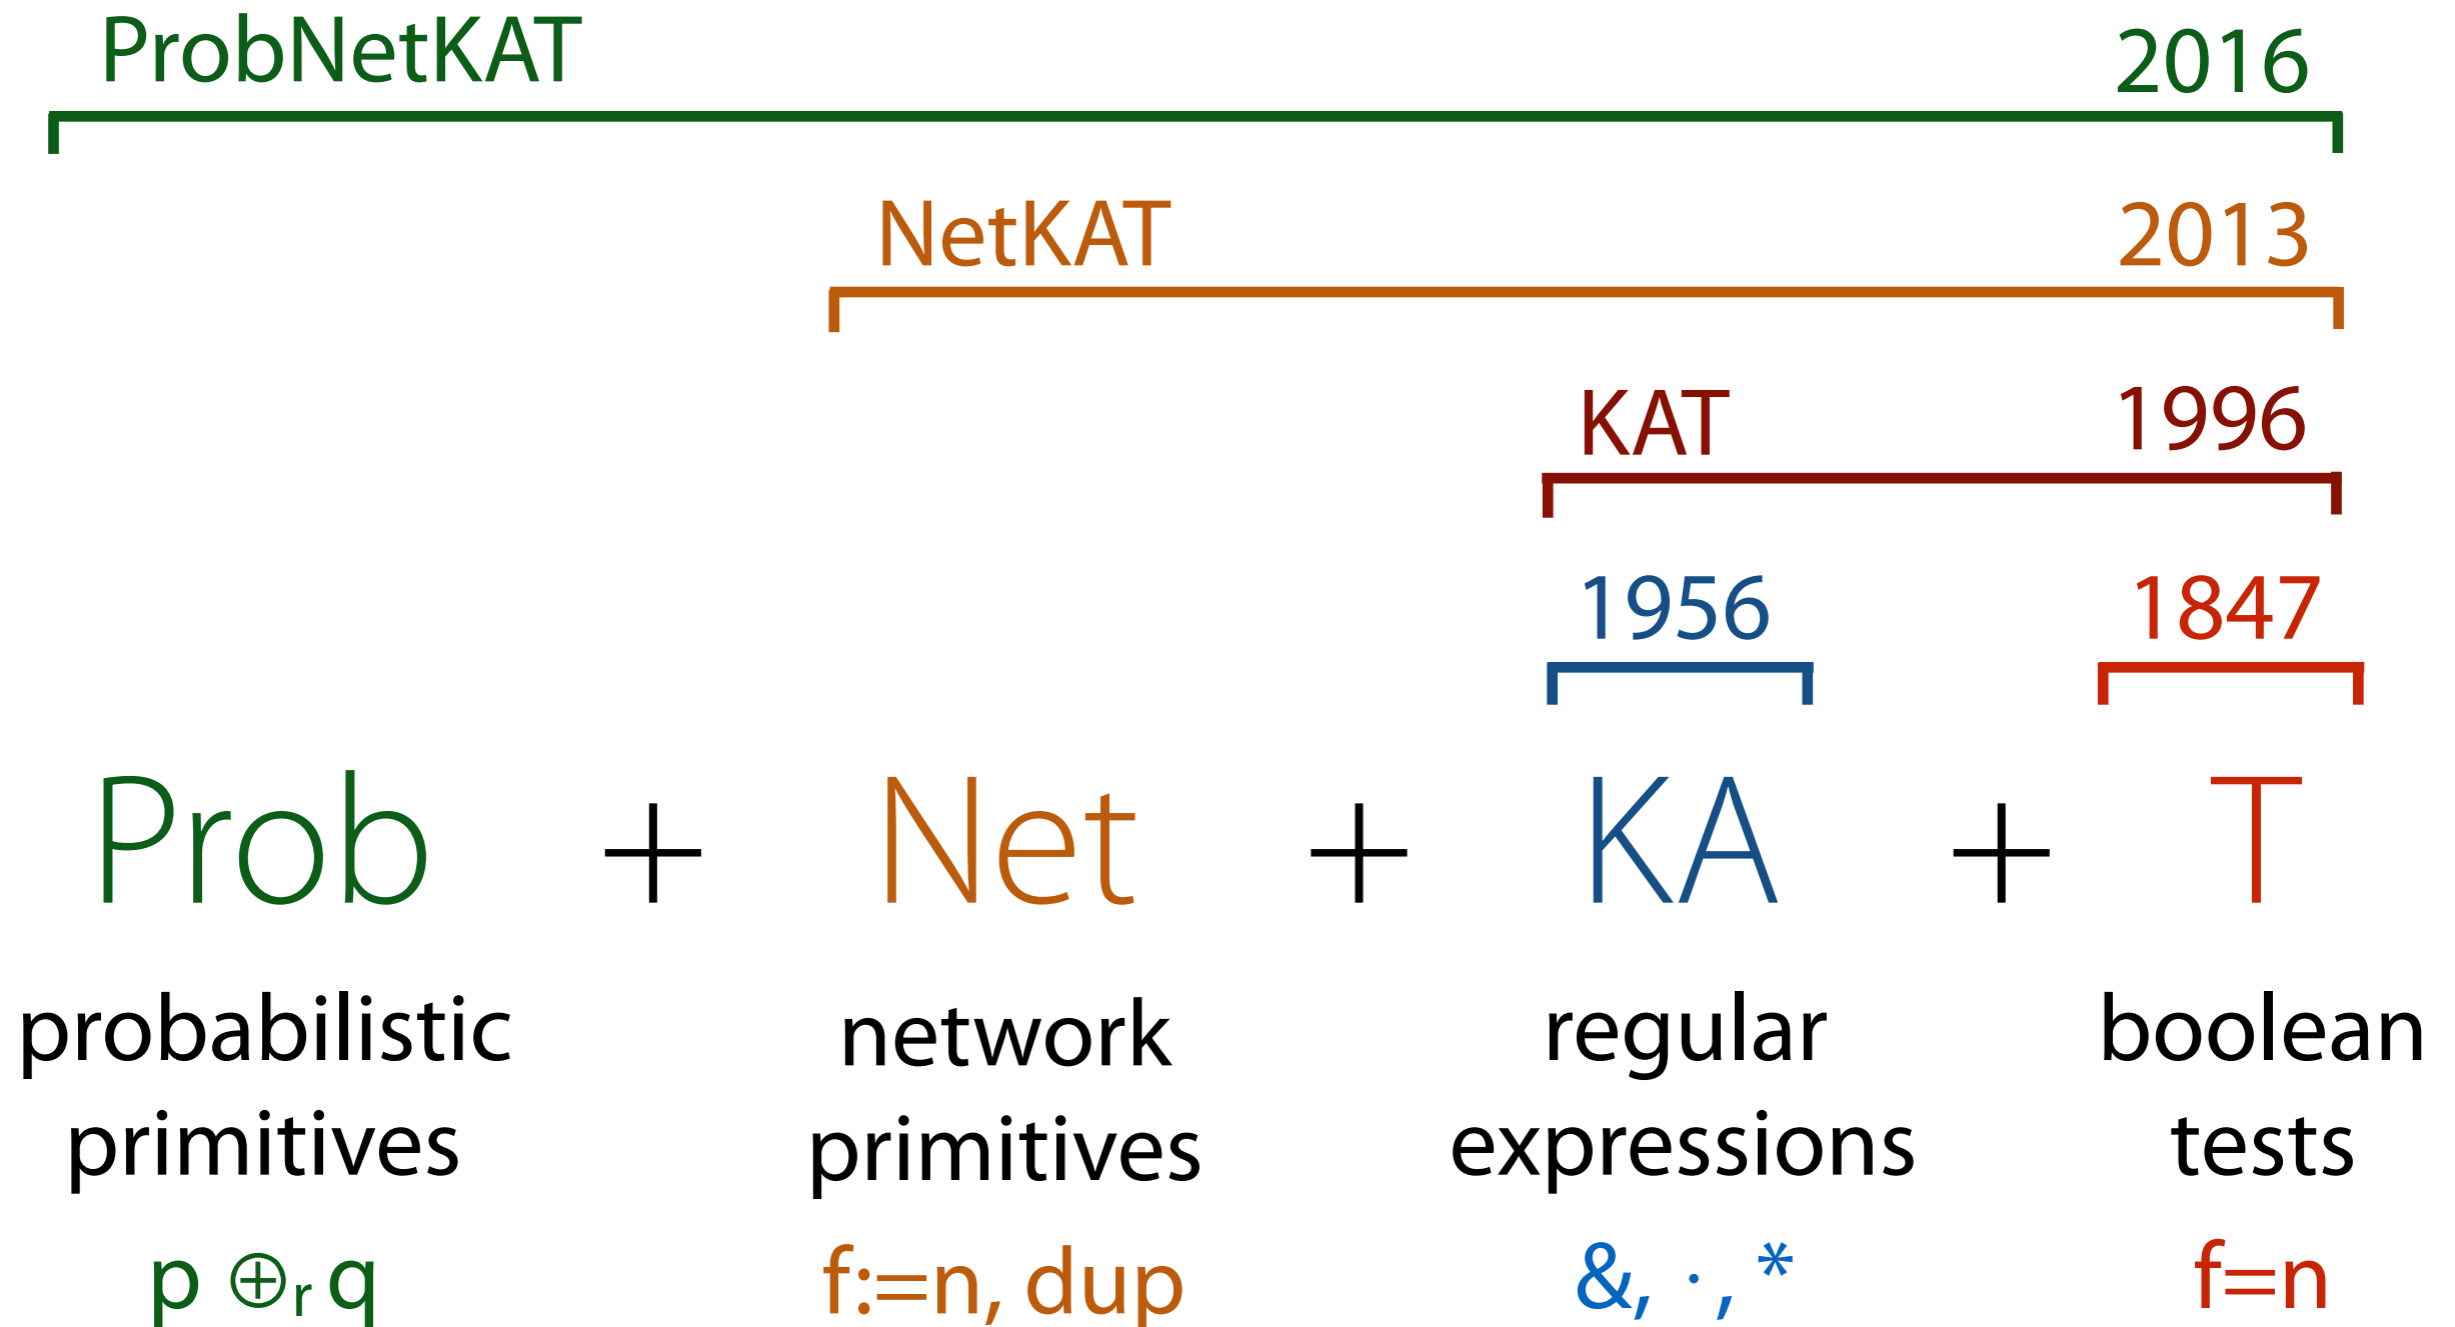 ProbNetKAT 2016
NetKAT 2013
KAT 1996
1956 1847
Prob + Net + KA + T
probabilistic network regular boolean
primitives primitives expressions tests
p ⊕r q f:=n, dup &, ·, * f=n